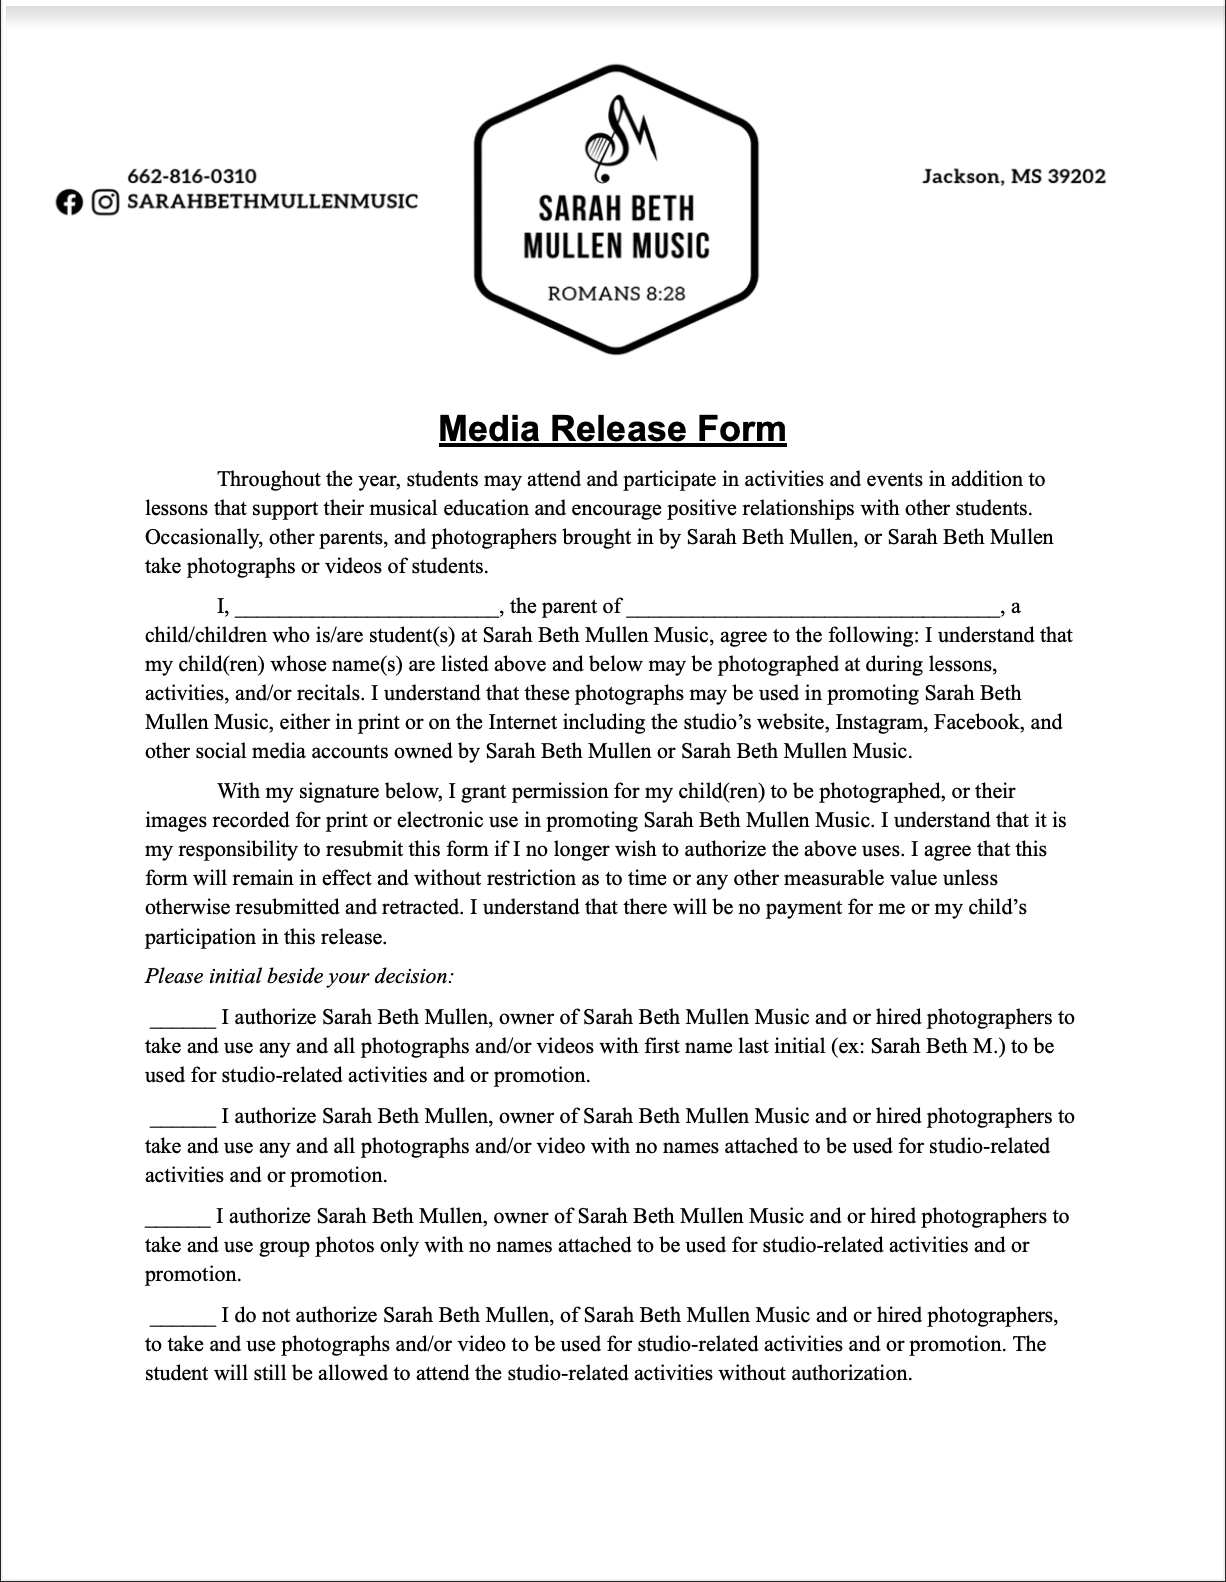 662-816-0310
SARAHBETHMULLENMUSIC
SARAH BETH
MULLEN MUSIC
ROMANS 8:28
Jackson, MS 39202
Media Release Form
Throughout the year, students may attend and participate in activities and events in addition to
lessons that support their musical education and encourage positive relationships with other students.
Occasionally, other parents, and photographers brought in by Sarah Beth Mullen, or Sarah Beth Mullen
take photographs or videos of students.
I, ________________________, the parent of __________________________________, a
child/children who is/are student(s) at Sarah Beth Mullen Music, agree to the following: I understand that
my child(ren) whose name(s) are listed above and below may be photographed at during lessons,
activities, and/or recitals. I understand that these photographs may be used in promoting Sarah Beth
Mullen Music, either in print or on the Internet including the studio’s website, Instagram, Facebook, and
other social media accounts owned by Sarah Beth Mullen or Sarah Beth Mullen Music.
With my signature below, I grant permission for my child(ren) to be photographed, or their
images recorded for print or electronic use in promoting Sarah Beth Mullen Music. I understand that it is
my responsibility to resubmit this form if I no longer wish to authorize the above uses. I agree that this
form will remain in effect and without restriction as to time or any other measurable value unless
otherwise resubmitted and retracted. I understand that there will be no payment for me or my child’s
participation in this release.
Please initial beside your decision:
______ I authorize Sarah Beth Mullen, owner of Sarah Beth Mullen Music and or hired photographers to
take and use any and all photographs and/or videos with first name last initial (ex: Sarah Beth M.) to be
used for studio-related activities and or promotion.
______ I authorize Sarah Beth Mullen, owner of Sarah Beth Mullen Music and or hired photographers to
take and use any and all photographs and/or video with no names attached to be used for studio-related
activities and or promotion.
______ I authorize Sarah Beth Mullen, owner of Sarah Beth Mullen Music and or hired photographers to
take and use group photos only with no names attached to be used for studio-related activities and or
promotion.
______ I do not authorize Sarah Beth Mullen, of Sarah Beth Mullen Music and or hired photographers,
to take and use photographs and/or video to be used for studio-related activities and or promotion. The
student will still be allowed to attend the studio-related activities without authorization.